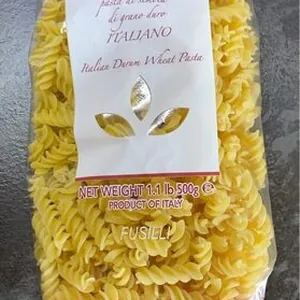 pasta di semola
di grano duro
ITALIANO
Italian Durum Wheat Pasta
NET WEIGHT 1.1 lb 500g ℮
PRODUCT OF ITALY
FUSILLI